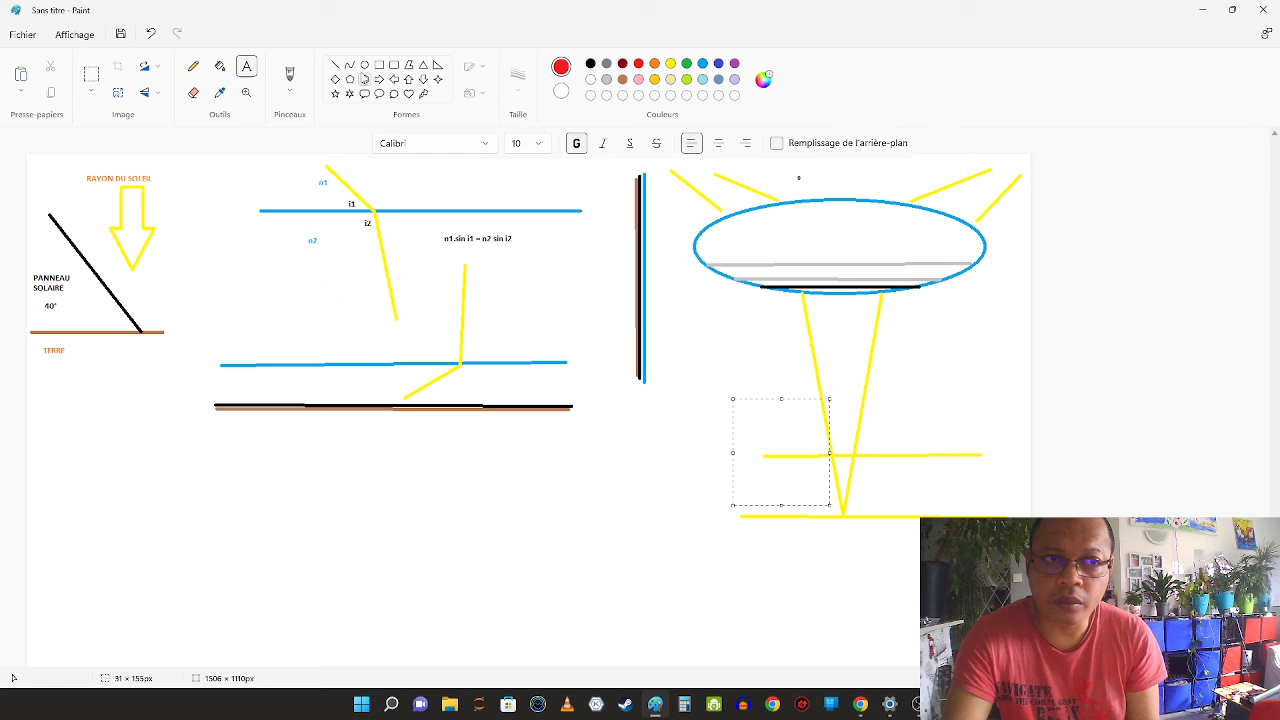 Sans titre - Paint
Fichier
Affichage
Presse-papiers
Image
Outils
Pinceaux
Formes
Taille
Couleurs
Calibri
10
G
I
S
S
Remplissage de l'arrière-plan
RAYON DU SOLEIL
PANNEAU
SOLAIRE
40°
TERRE
n1
i1
i2
n2
n1.sin i1 = n2 sin i2
31 × 155px
1506 × 1110px
NAVIGATE